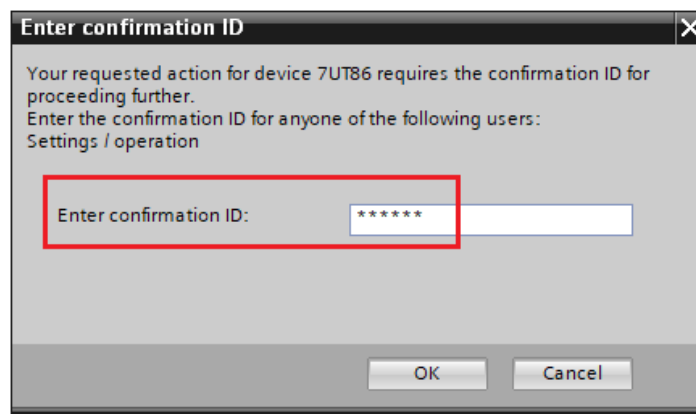 Enter confirmation ID
Your requested action for device 7UT86 requires the confirmation ID for
proceeding further.
Enter the confirmation ID for anyone of the following users:
Settings / operation
Enter confirmation ID: ******
OK Cancel